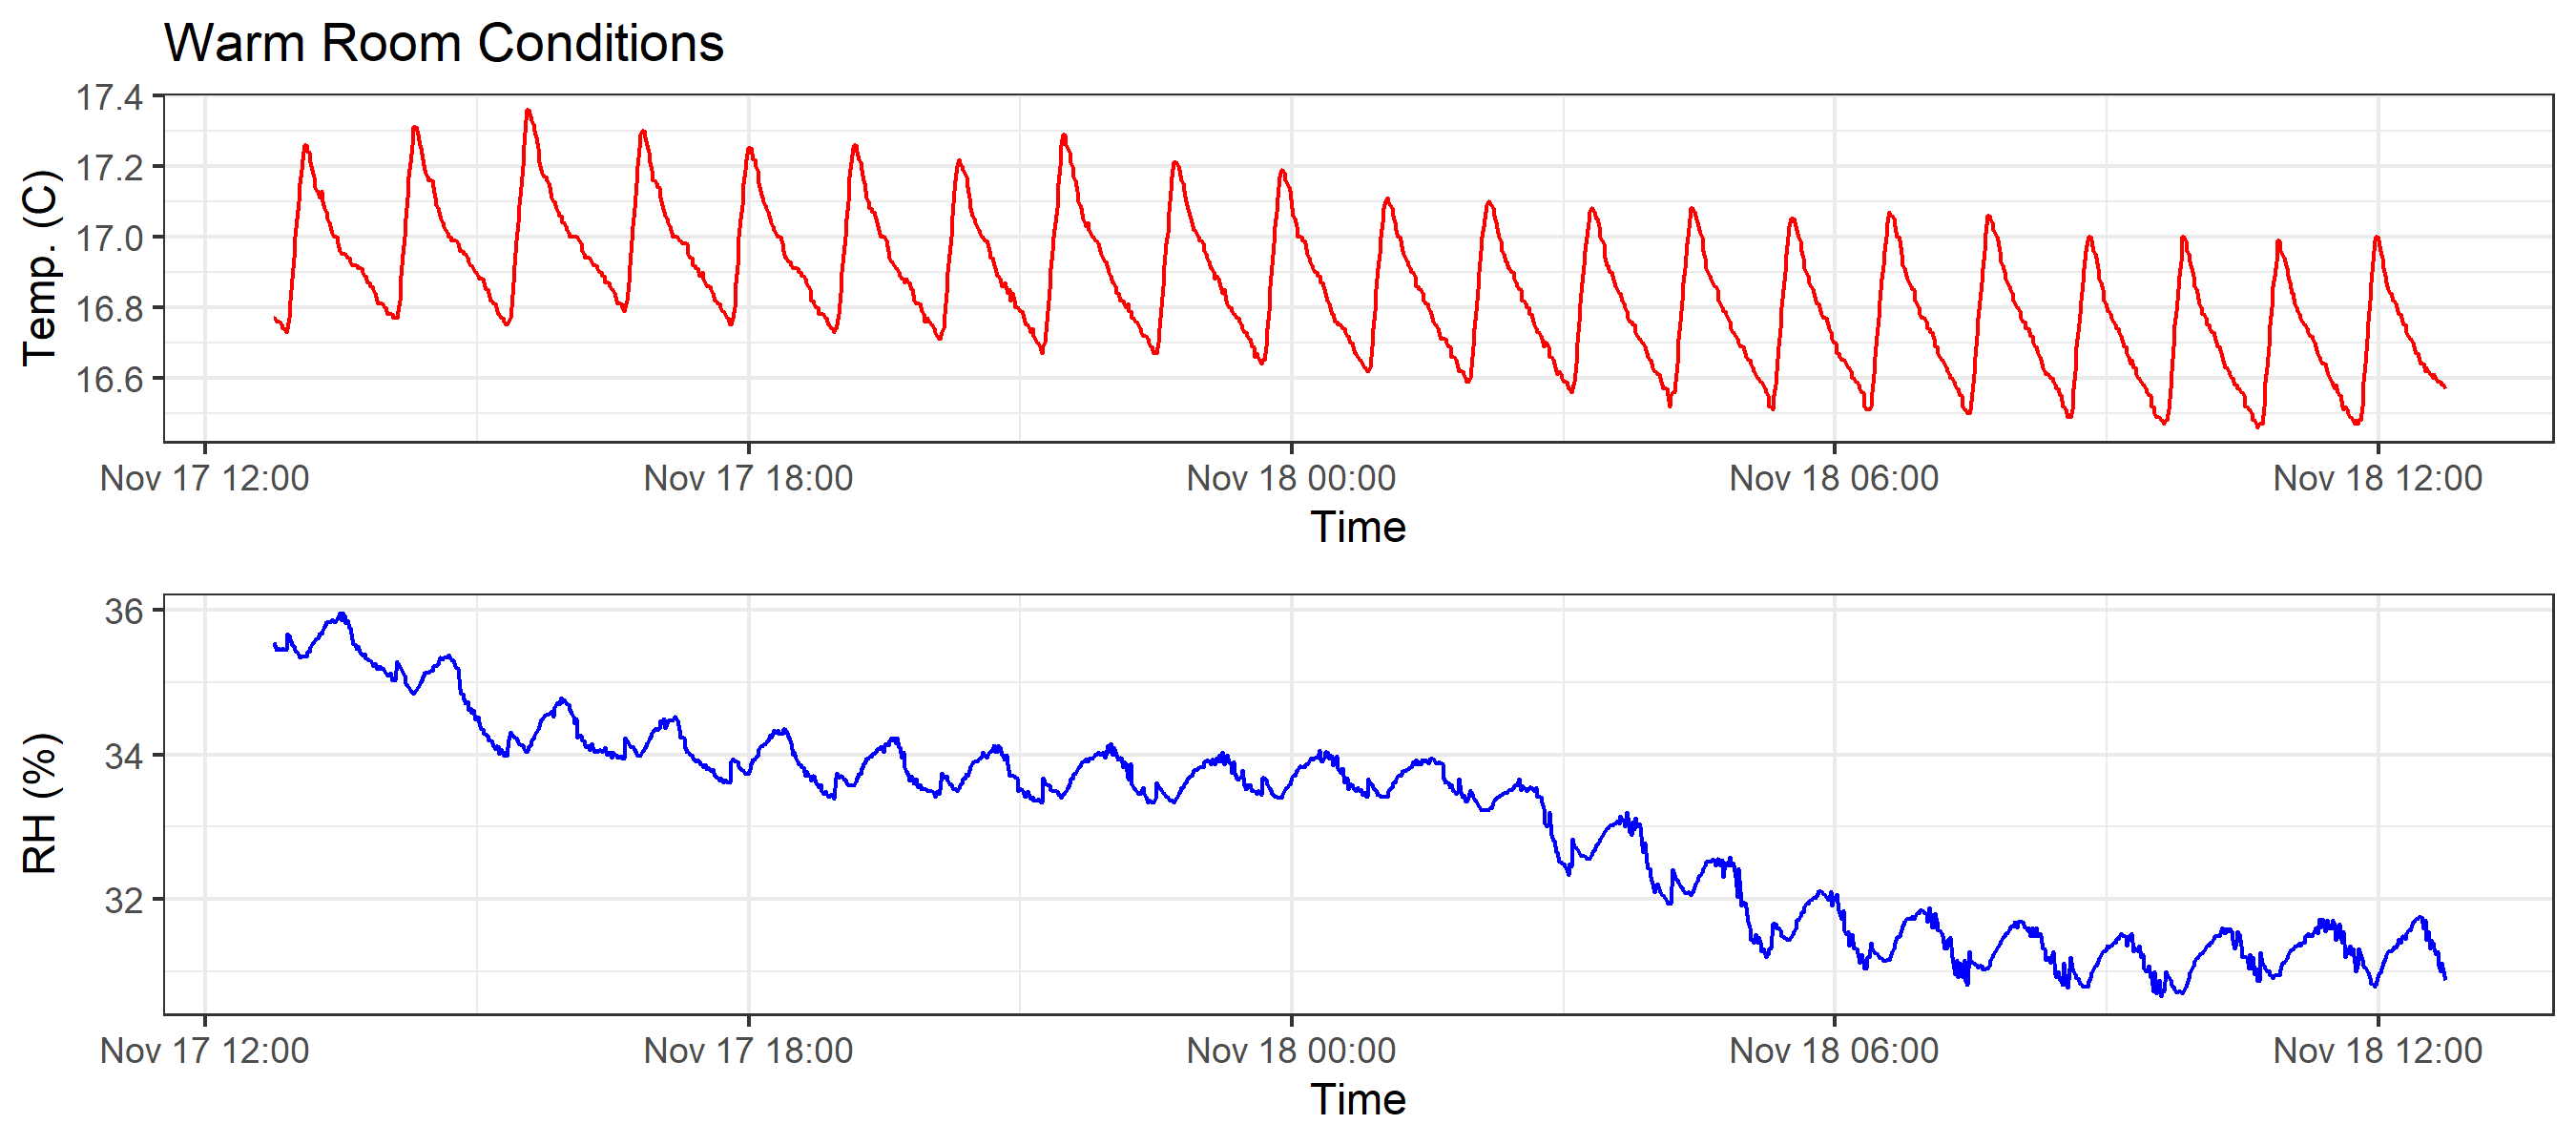 Warm Room Conditions
17.4
17.2
17.0
16.8
16.6
Temp. (C)
Nov 17 12:00 Nov 17 18:00 Nov 18 00:00 Nov 18 06:00 Nov 18 12:00
Time
36
34
32
RH (%)
Nov 17 12:00 Nov 17 18:00 Nov 18 00:00 Nov 18 06:00 Nov 18 12:00
Time